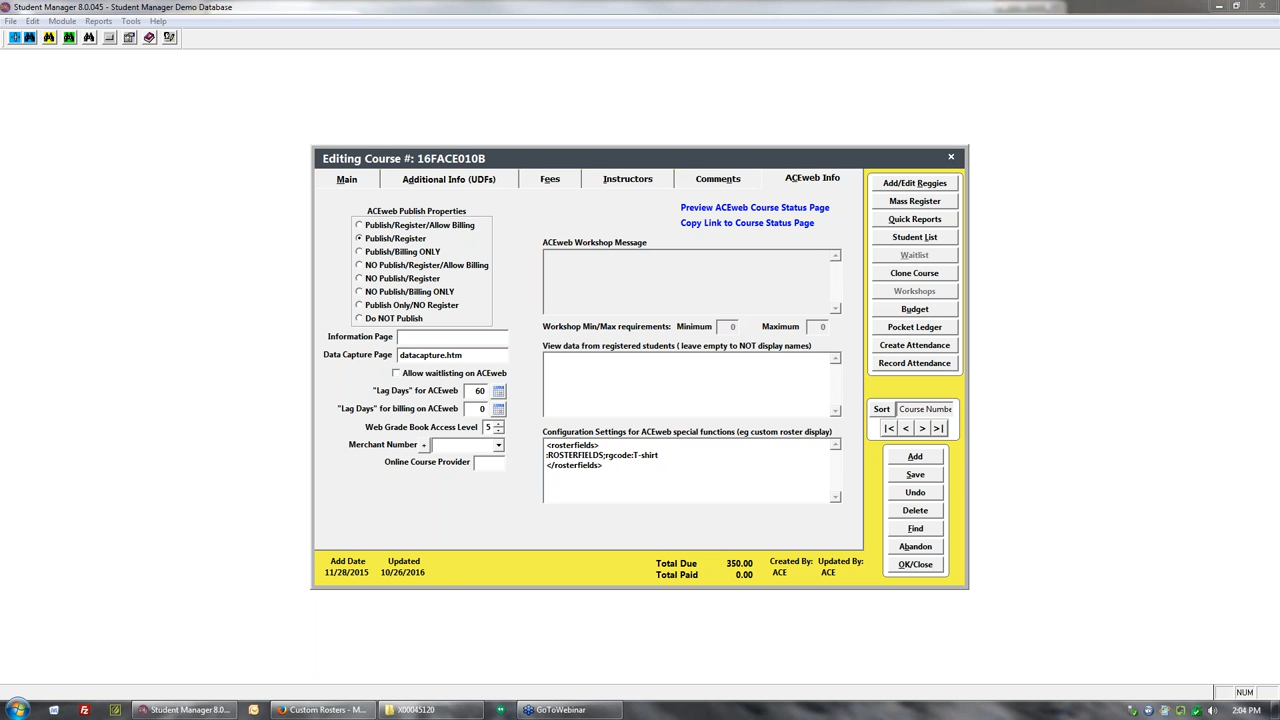 Student Manager 8.0.045 - Student Manager Demo Database
File Edit Module Reports Tools Help
Editing Course #: 16FACE010B
Main Additional Info (UDFs) Fees Instructors Comments ACEweb Info
ACEweb Publish Properties
Publish/Register/Allow Billing
Publish/Register
Publish/Billing ONLY
NO Publish/Register/Allow Billing
NO Publish/Register
NO Publish/Billing ONLY
Publish Only/NO Register
Do NOT Publish
Information Page
Data Capture Page datacapture.htm
Allow waitlisting on ACEweb
"Lag Days" for ACEweb 60
"Lag Days" for billing on ACEweb 0
Web Grade Book Access Level 5
Merchant Number +
Online Course Provider
Preview ACEweb Course Status Page
Copy Link to Course Status Page
ACEweb Workshop Message
Workshop Min/Max requirements: Minimum 0 Maximum 0
View data from registered students ( leave empty to NOT display names)
Configuration Settings for ACEweb special functions (eg custom roster display)
<rosterfields>
:ROSTERFIELDS;rgcode:T-shirt
</rosterfields>
Add/Edit Reggies
Mass Register
Quick Reports
Student List
Waitlist
Clone Course
Workshops
Budget
Pocket Ledger
Create Attendance
Record Attendance
Sort Course Numbe
|< < > >|
Add
Save
Undo
Delete
Find
Abandon
OK/Close
Add Date Updated Total Due 350.00 Created By: Updated By:
11/28/2015 10/26/2016 Total Paid 0.00 ACE ACE
NUM
Student Manager 8.0... Custom Rosters - M... X00045120 GoToWebinar 2:04 PM